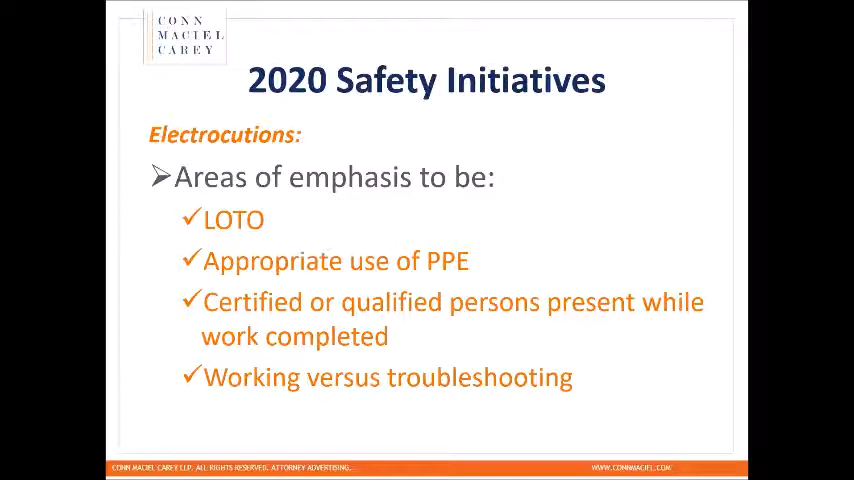 CONN
MACIEL
CAREY
2020 Safety Initiatives
Electrocutions:
Areas of emphasis to be:
LOTO
Appropriate use of PPE
Certified or qualified persons present while
work completed
Working versus troubleshooting
CONN MACIEL CAREY LLP. ALL RIGHTS RESERVED. ATTORNEY ADVERTISING.
WWW.CONNMACIEL.COM